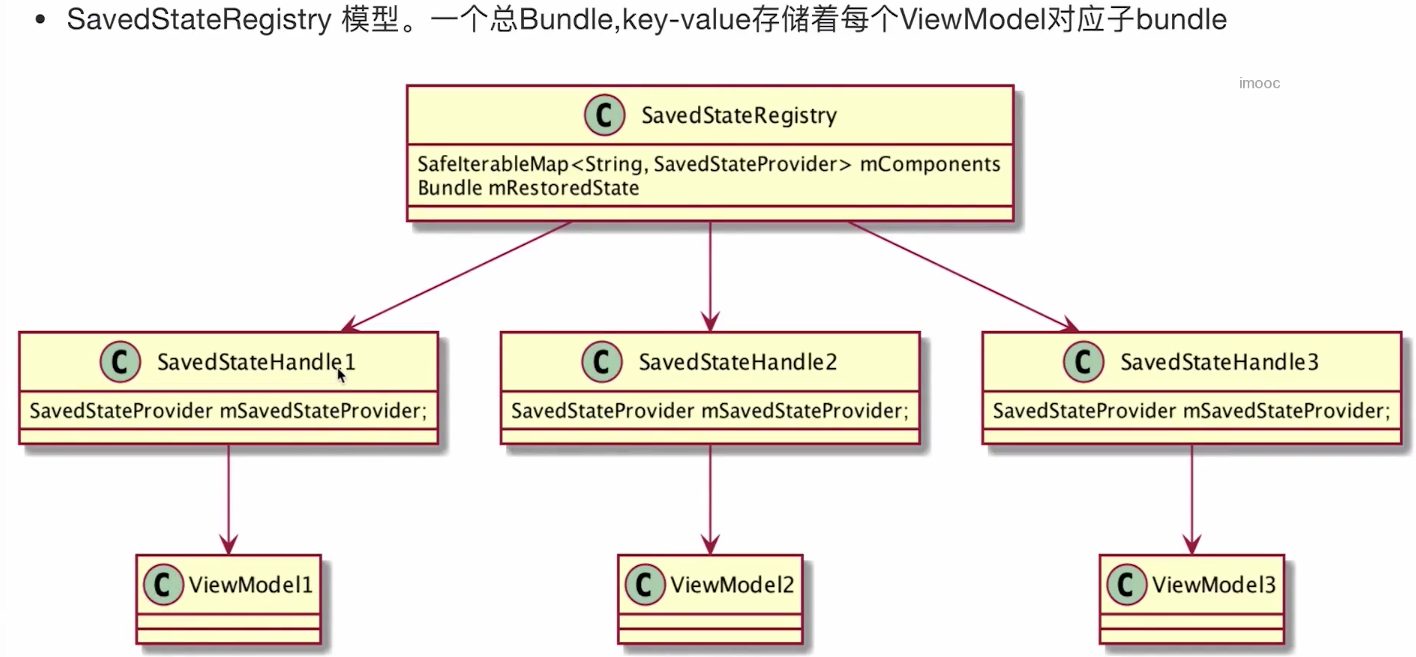 • SavedStateRegistry 模型。一个总Bundle,key-value存储着每个ViewModel对应子bundle
imooc
C SavedStateRegistry
SafeIterableMap<String, SavedStateProvider> mComponents
Bundle mRestoredState
C SavedStateHandle1
SavedStateProvider mSavedStateProvider;
C SavedStateHandle2
SavedStateProvider mSavedStateProvider;
C SavedStateHandle3
SavedStateProvider mSavedStateProvider;
C ViewModel1
C ViewModel2
C ViewModel3